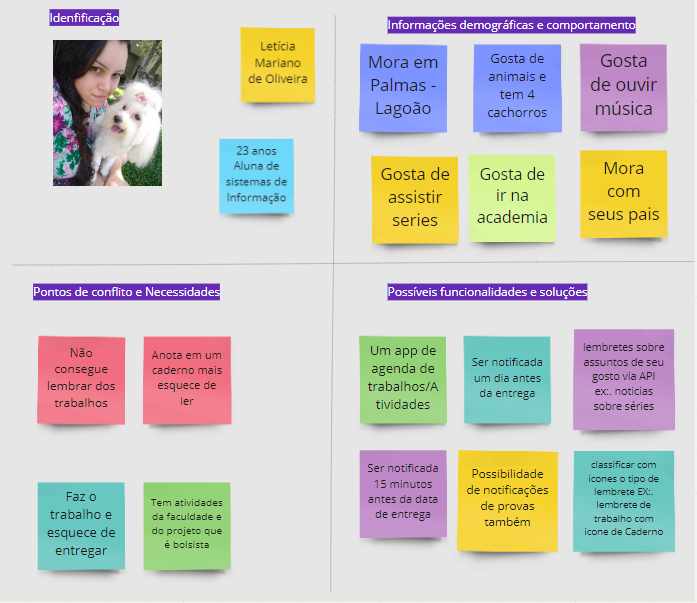 Idenfificação
Letícia
Mariano
de Oliveira
23 anos
Aluna de
sistemas de
Informação
Informações demográficas e comportamento
Mora em
Palmas -
Lagoão
Gosta de
animais e
tem 4
cachorros
Gosta
de ouvir
música
Gosta de
assistir
series
Gosta de
ir na
academia
Mora
com
seus pais
Pontos de conflito e Necessidades
Não
consegue
lembrar dos
trabalhos
Anota em um
caderno mais
esquece de
ler
Faz o
trabalho e
esquece de
entregar
Tem atividades
da faculdade e
do projeto que
é bolsista
Possíveis funcionalidades e soluções
Um app de
agenda de
trabalhos/A
tividades
Ser notificada
um dia antes
da entrega
lembretes sobre
assuntos de seu
gosto via API
ex:. noticias
sobre séries
Ser notificada
15 minutos
antes da data
de entrega
Possibilidade
de notificações
de provas
também
classificar com
icones o tipo de
lembrete EX:.
lembrete de
trabalho com
icone de Caderno